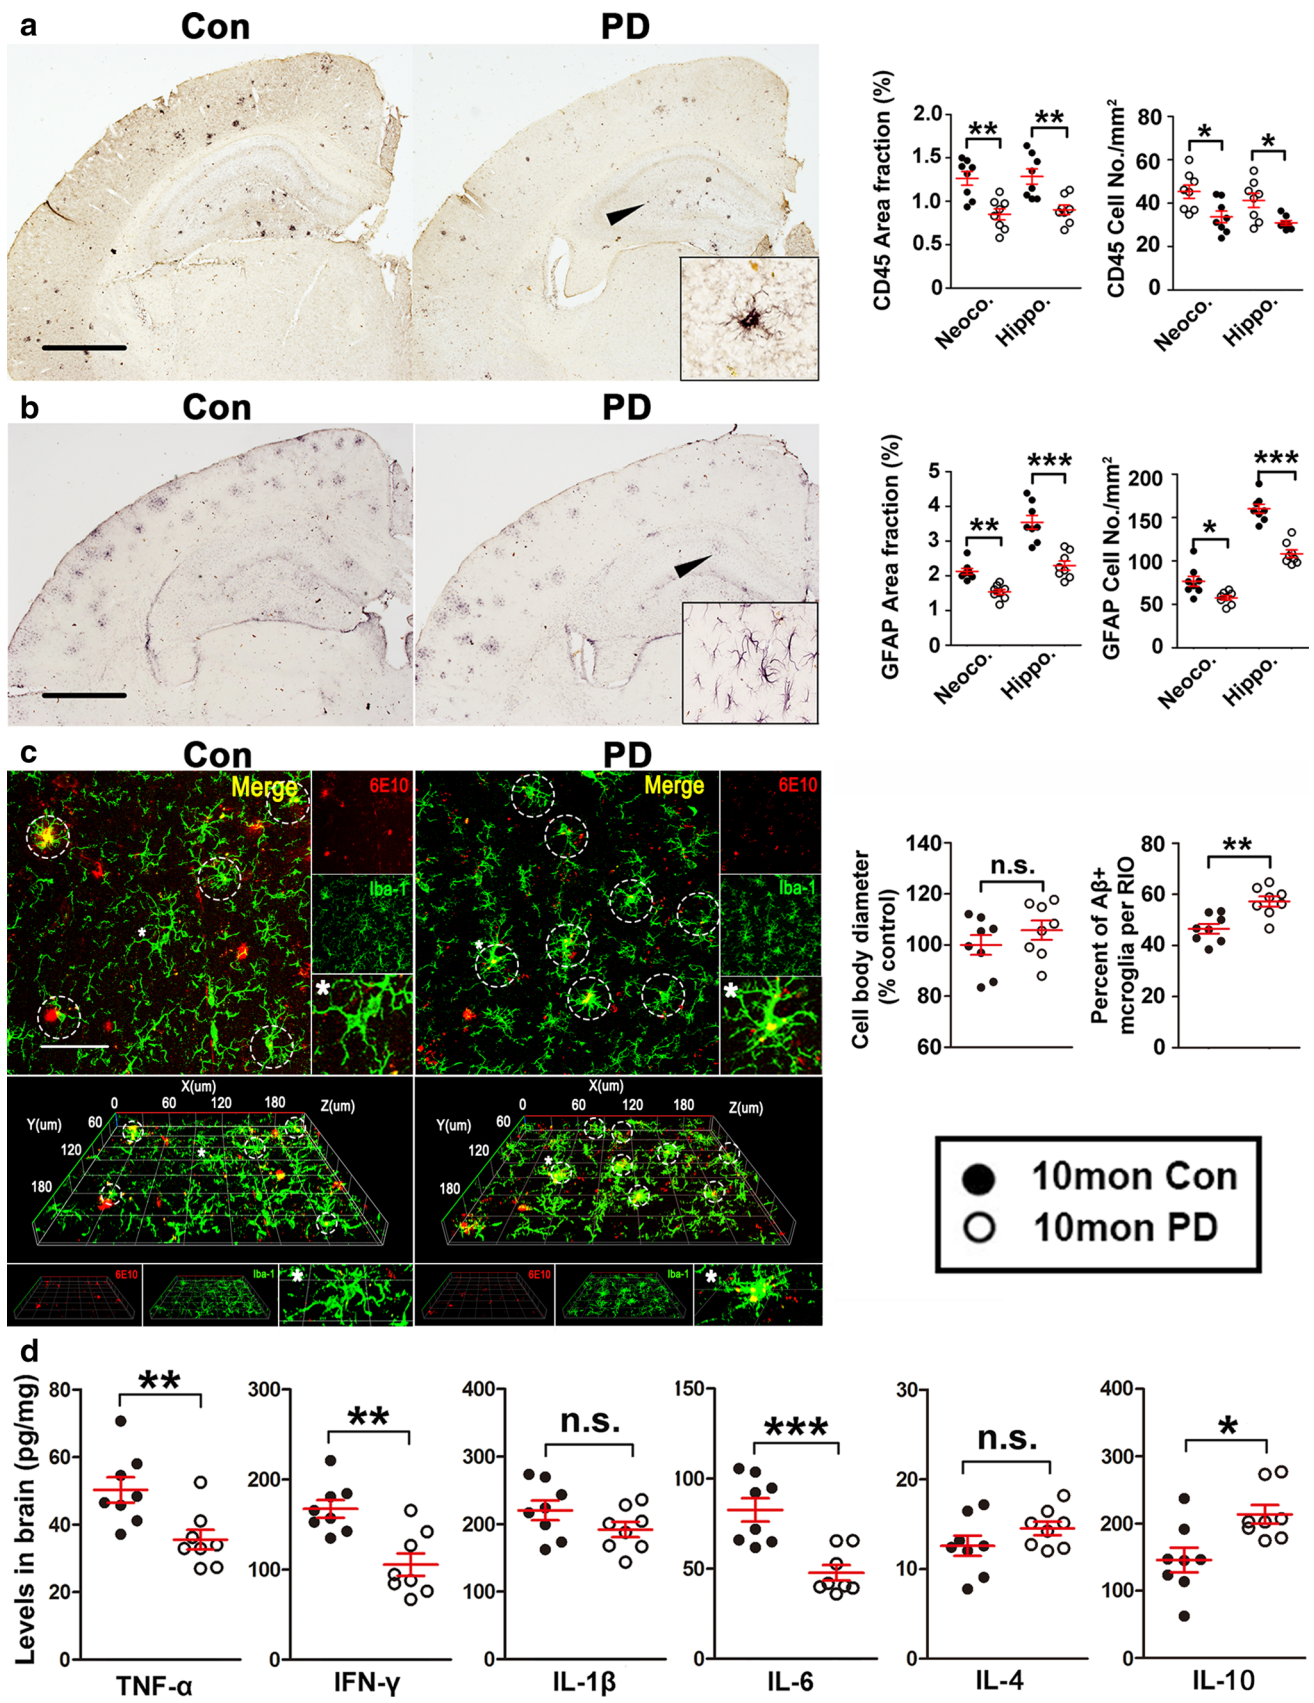 a
Con
PD
CD45 Area fraction (%)
2.0
1.5
1.0
0.5
0
**
**
Neoco.
Hippo.
CD45 Cell No./mm²
80
60
40
20
0
*
*
Neoco.
Hippo.
b
Con
PD
GFAP Area fraction (%)
5
4
3
2
1
0
**
***
Neoco.
Hippo.
GFAP Cell No./mm²
200
150
100
50
0
*
***
Neoco.
Hippo.
c
Con
PD
Merge
6E10
Iba-1
*
*
Merge
6E10
Iba-1
*
*
X(um)
0 60 120 180
Z(um)
Y(um)
60
120
180
*
6E10
Iba-1
*
X(um)
0 60 120 180
Z(um)
Y(um)
60
120
180
*
6E10
Iba-1
*
Cell body diameter
(% control)
140
120
100
80
60
n.s.
Percent of Aβ+
mcroglia per RIO
80
60
40
20
0
**
10mon Con
10mon PD
d
Levels in brain (pg/mg)
80
60
40
20
0
**
TNF-α
300
200
100
0
**
IFN-γ
400
300
200
100
0
n.s.
IL-1β
150
100
50
0
***
IL-6
30
20
10
0
n.s.
IL-4
400
300
200
100
0
*
IL-10